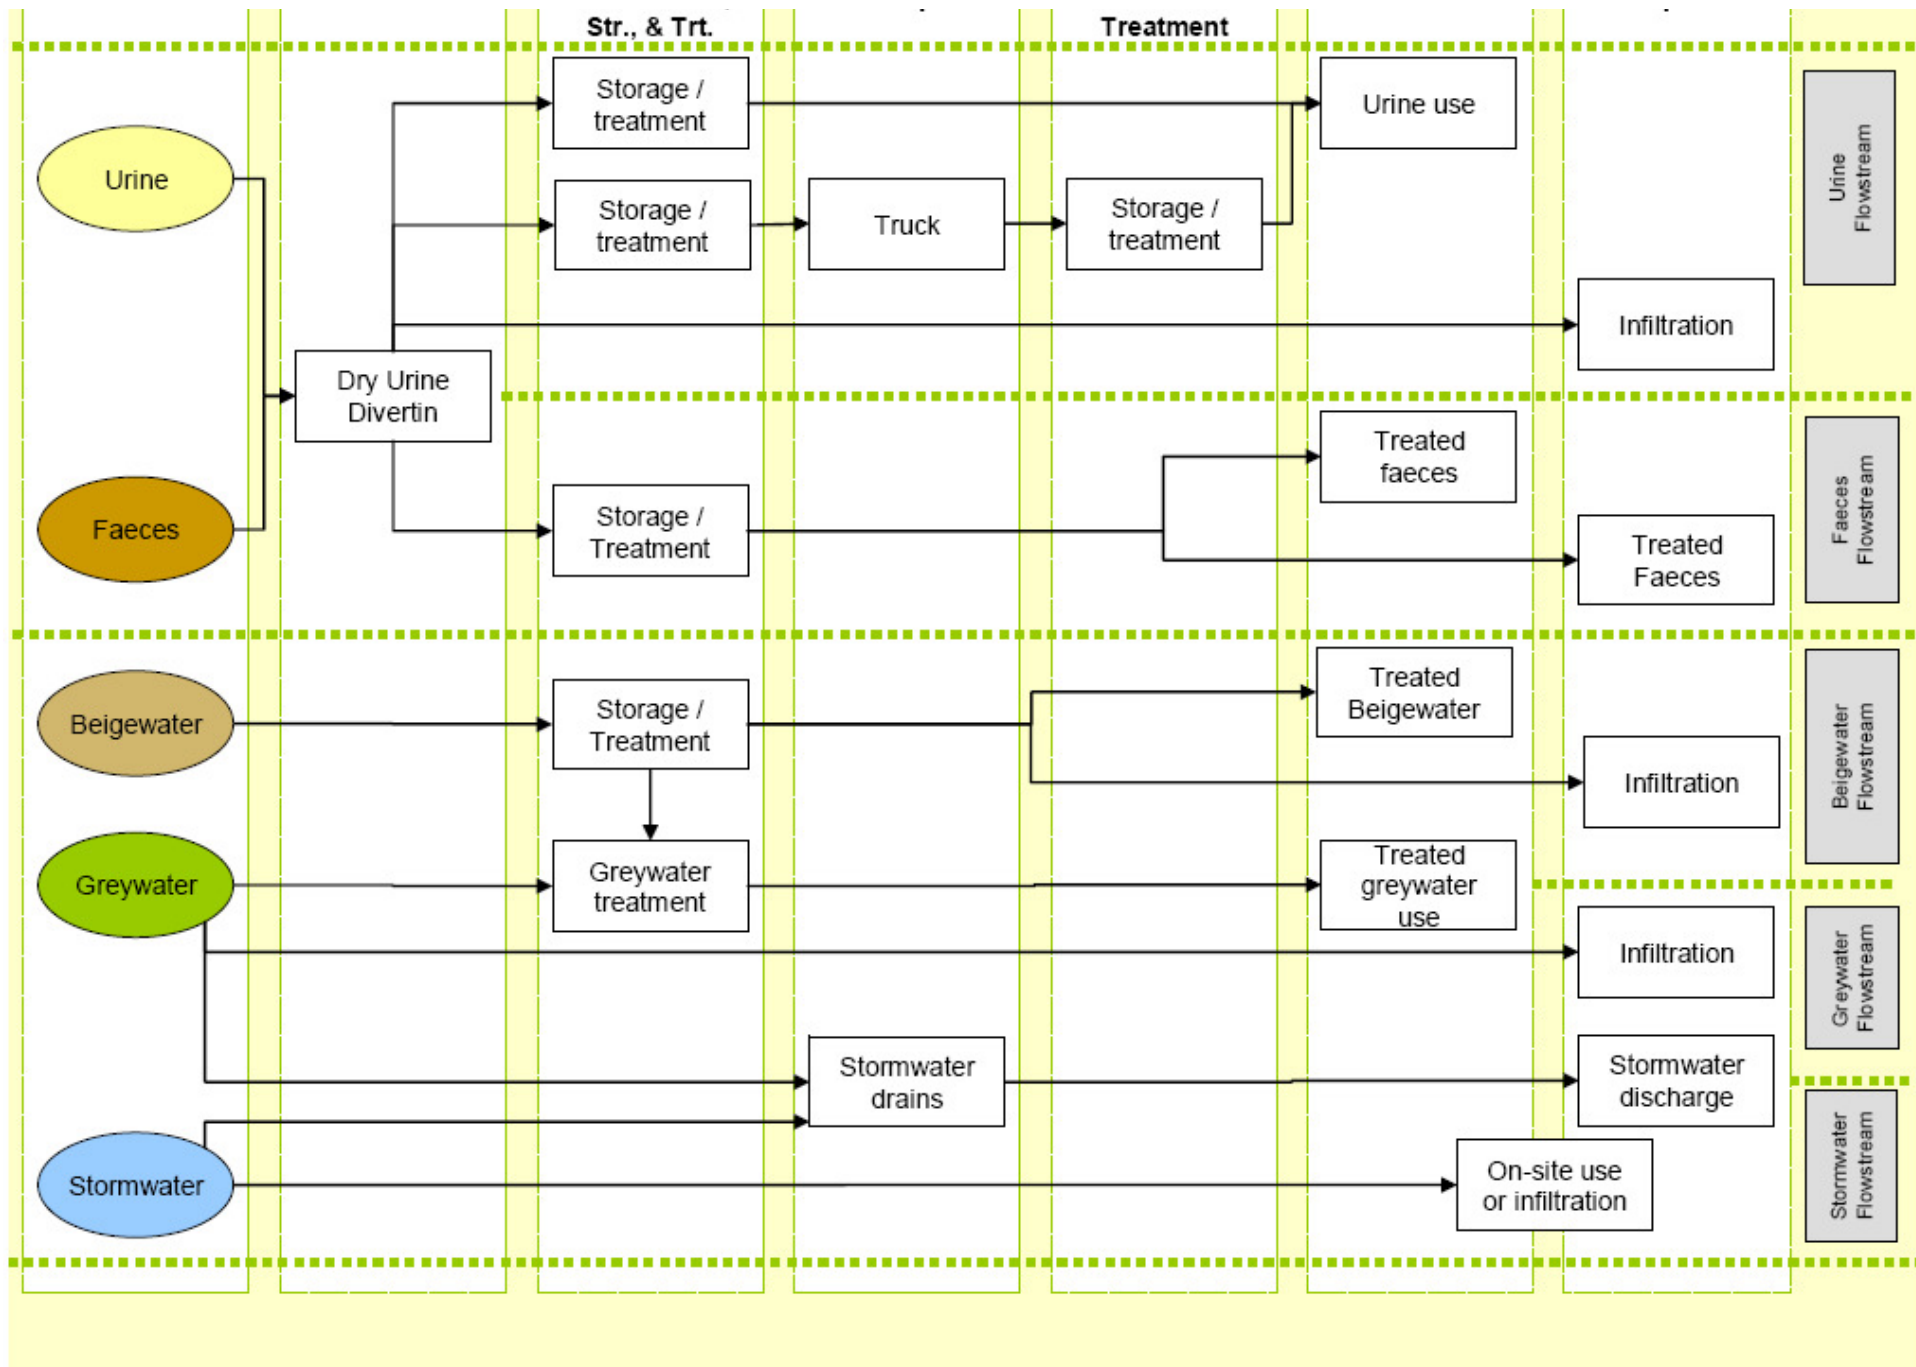 Str., & Trt.
Treatment
Storage /
treatment
Urine use
Urine
Storage /
treatment
Truck
Storage /
treatment
Urine
Flowstream
Infiltration
Dry Urine
Divertin
Treated
faeces
Faeces
Storage /
Treatment
Treated
Faeces
Faeces
Flowstream
Beigewater
Storage /
Treatment
Treated
Beigewater
Infiltration
Beigewater
Flowstream
Greywater
Greywater
treatment
Treated
greywater
use
Infiltration
Greywater
Flowstream
Stormwater
drains
Stormwater
discharge
Stormwater
On-site use
or infiltration
Stormwater
Flowstream